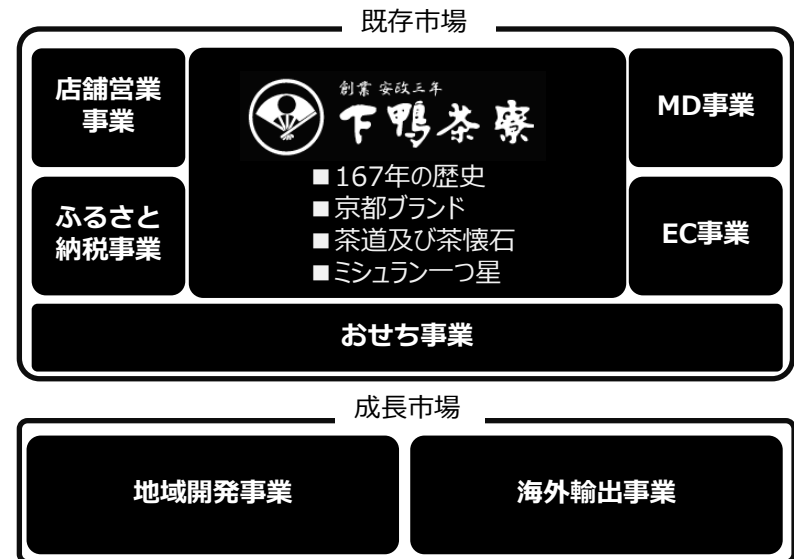 既存市場
店舗営業
事業
創業 安政三年
下鴨茶寮
■167年の歴史
■京都ブランド
■茶道及び茶懐石
■ミシュラン一つ星
MD事業
ふるさと
納税事業
EC事業
おせち事業
成長市場
地域開発事業
海外輸出事業